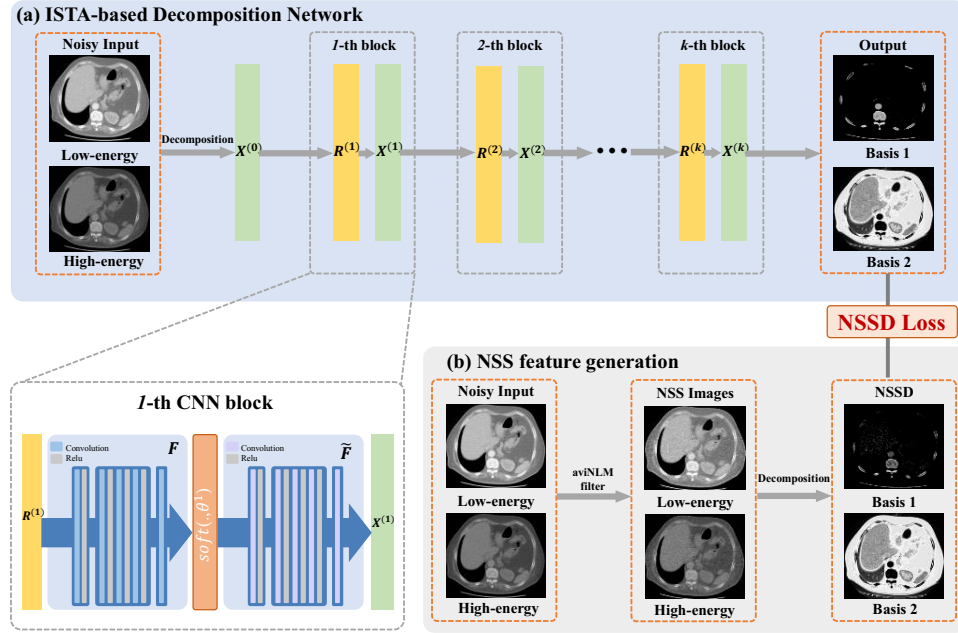 (a) ISTA-based Decomposition Network
Noisy Input
Low-energy
High-energy
Decomposition
X^(0)
1-th block
R^(1)
X^(1)
2-th block
R^(2)
X^(2)
•••
k-th block
R^(k)
X^(k)
Output
Basis 1
Basis 2
NSSD Loss
1-th CNN block
R^(1)
Convolution
Relu
F
soft(.,θ^1)
Convolution
Relu
F̃
X^(1)
(b) NSS feature generation
Noisy Input
Low-energy
High-energy
aviNLM
filter
NSS Images
Low-energy
High-energy
Decomposition
NSSD
Basis 1
Basis 2